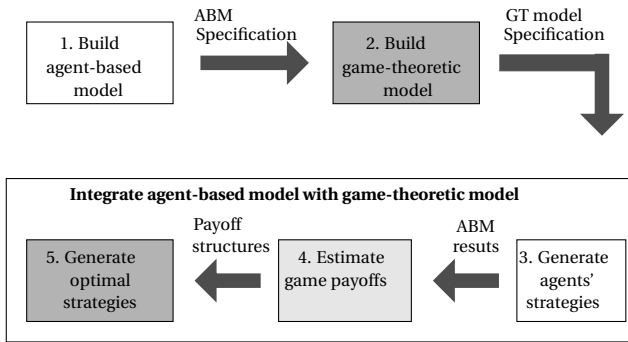 ABM
Specification
GT model
Specification
1. Build
agent-based
model
2. Build
game-theoretic
model
Integrate agent-based model with game-theoretic model
Payoff
structures
ABM
resuts
5. Generate
optimal
strategies
4. Estimate
game payoffs
3. Generate
agents'
strategies